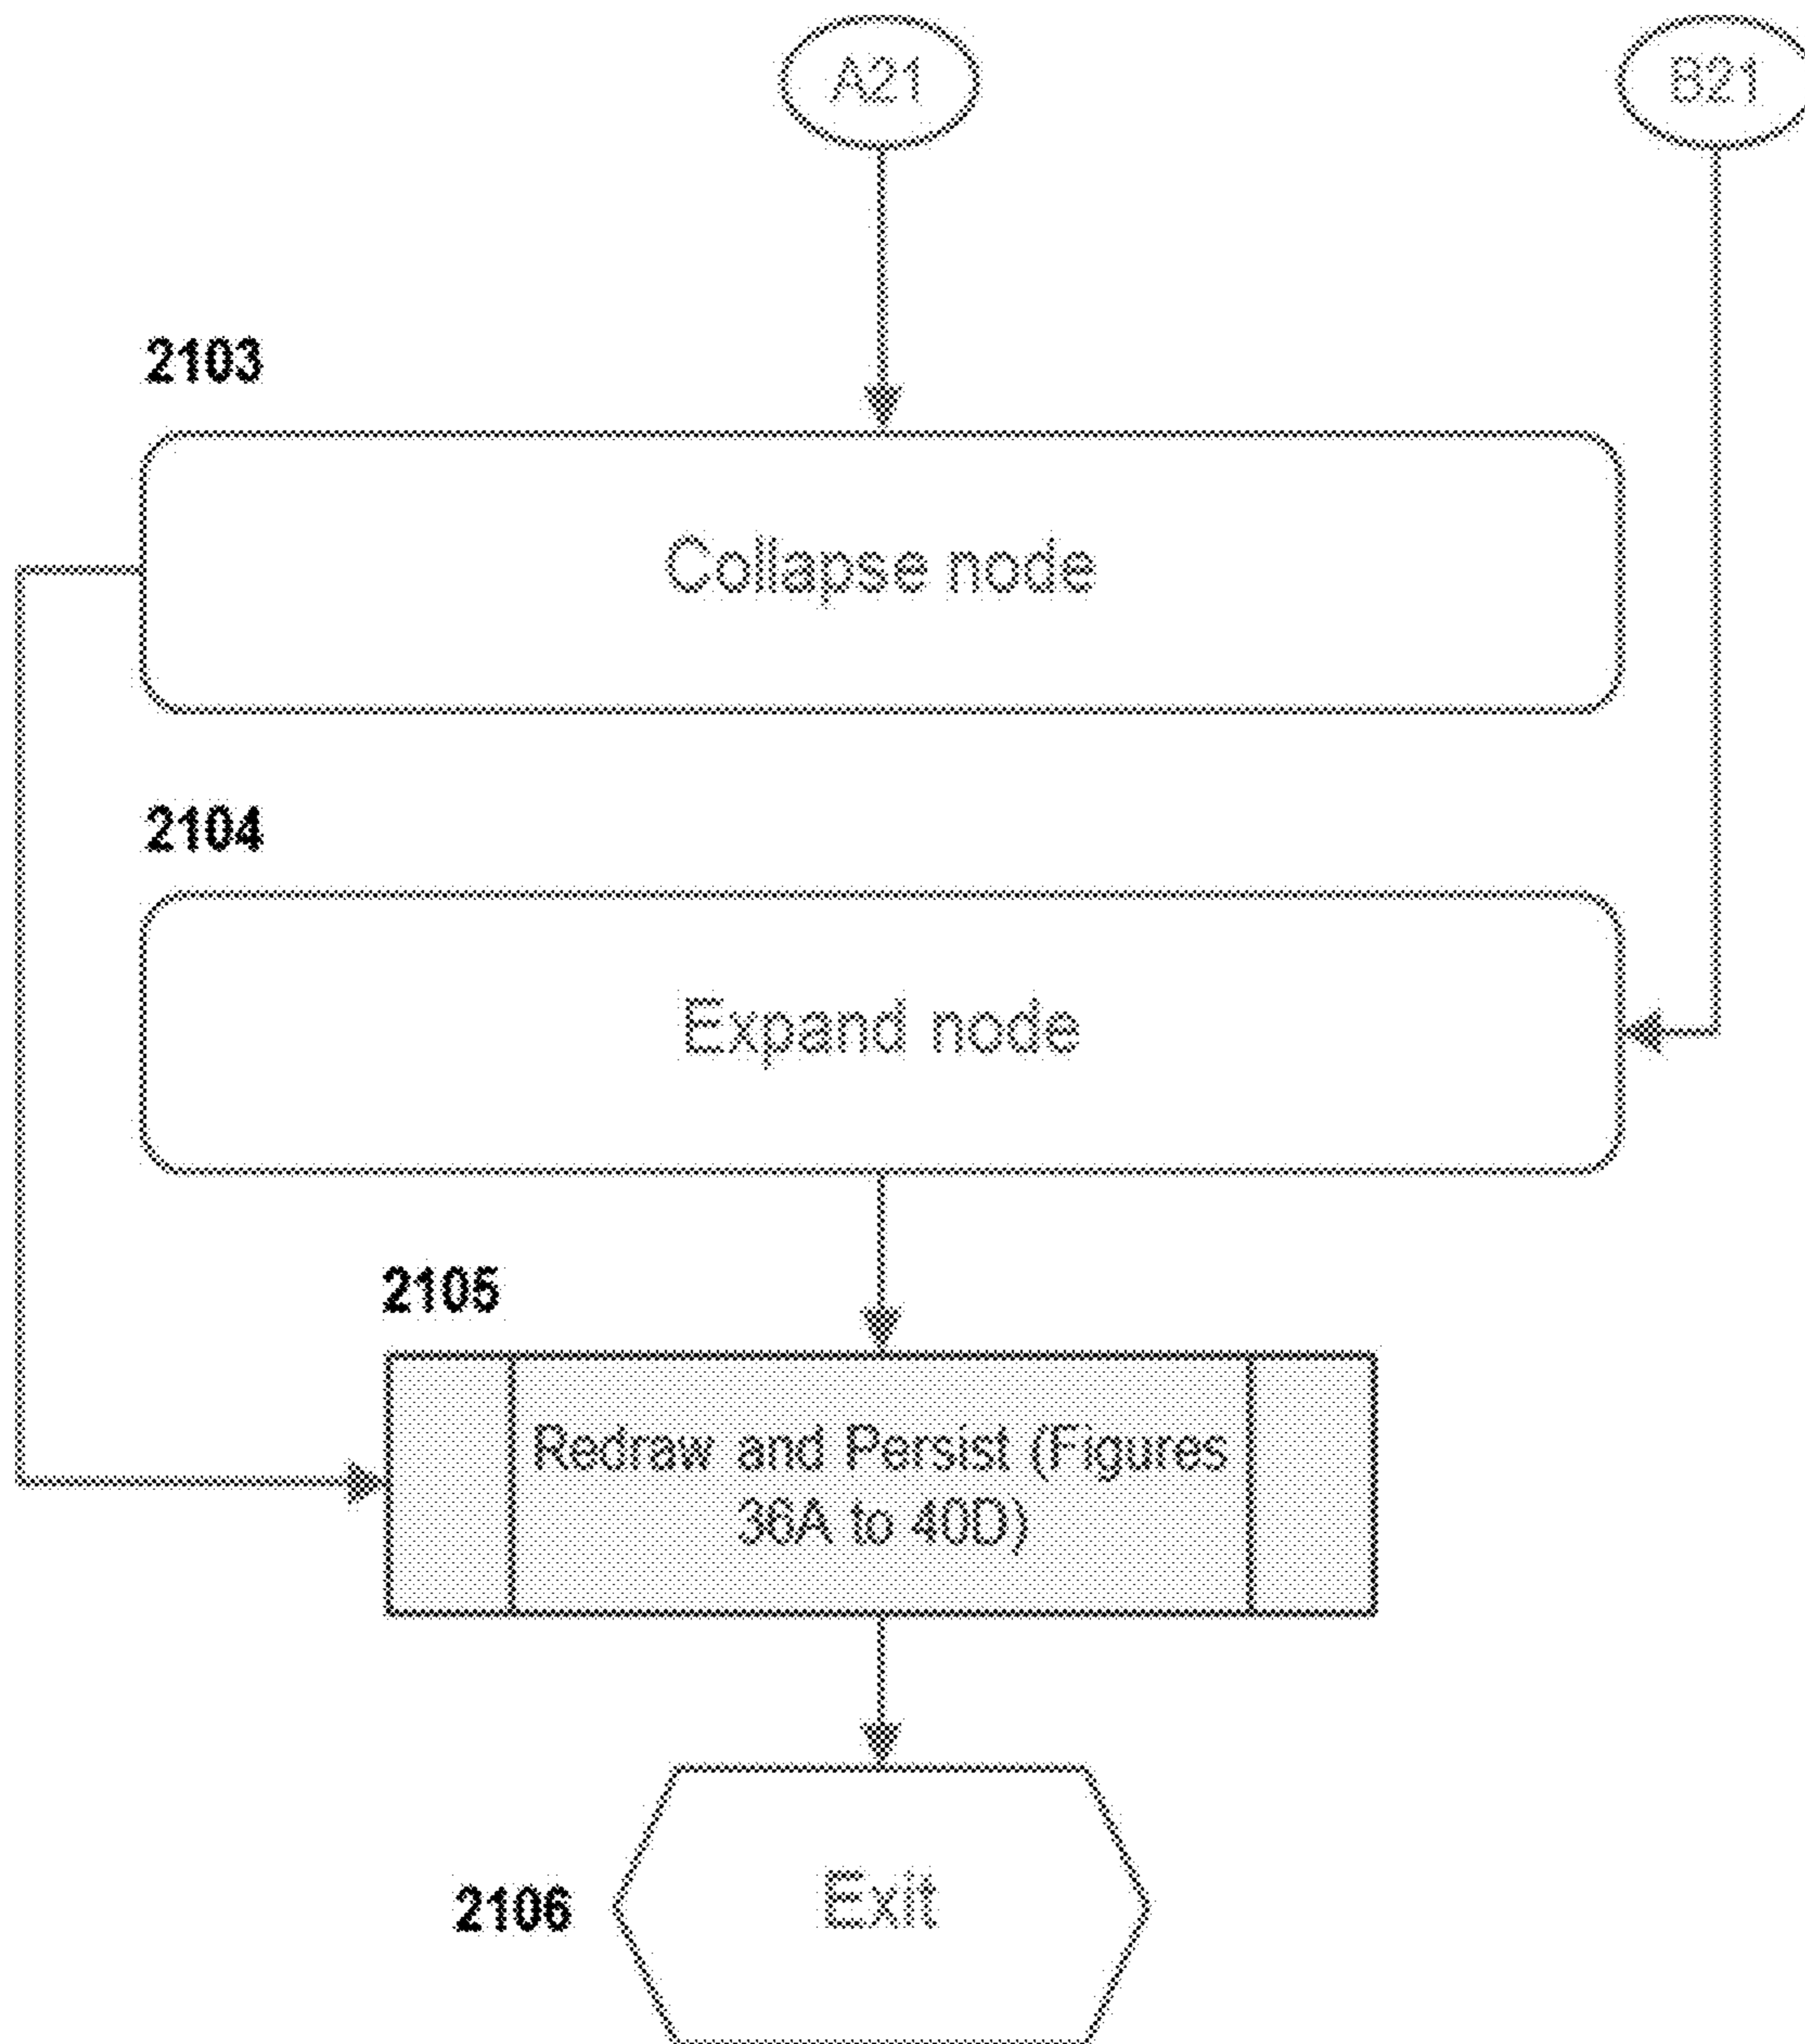 A21
B21
2103
Collapse node
2104
Expand node
2105
Redraw and Persist (Figures
36A to 40D)
2106
Exit